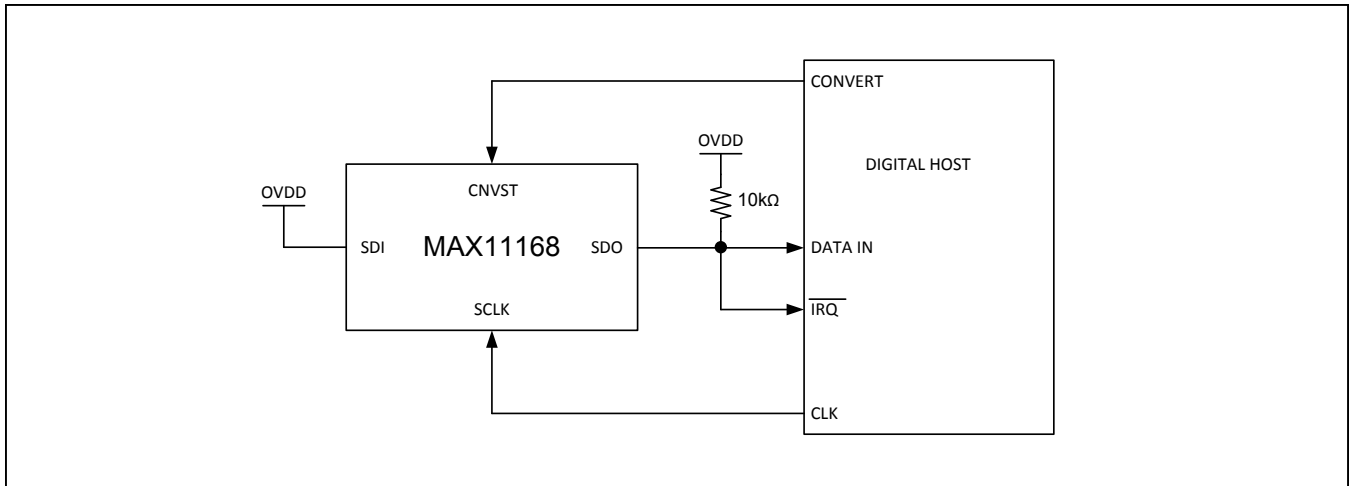 CONVERT
OVDD
DIGITAL HOST
OVDD
CNVST
10kΩ
SDI
MAX11168
SDO
DATA IN
SCLK
IRQ
CLK